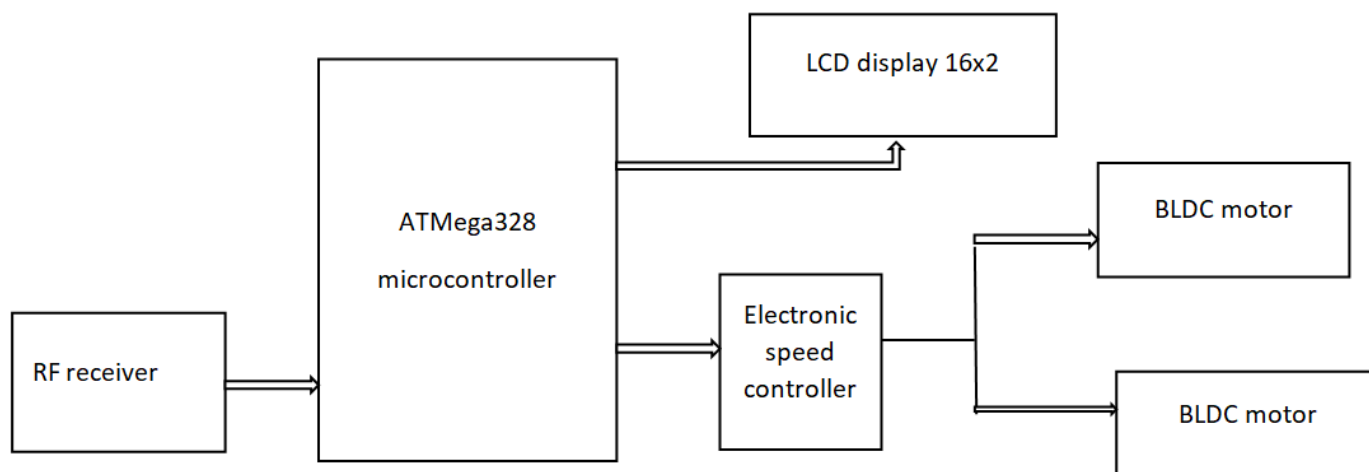 LCD display 16x2
ATMega328
microcontroller
BLDC motor
RF receiver
Electronic
speed
controller
BLDC motor